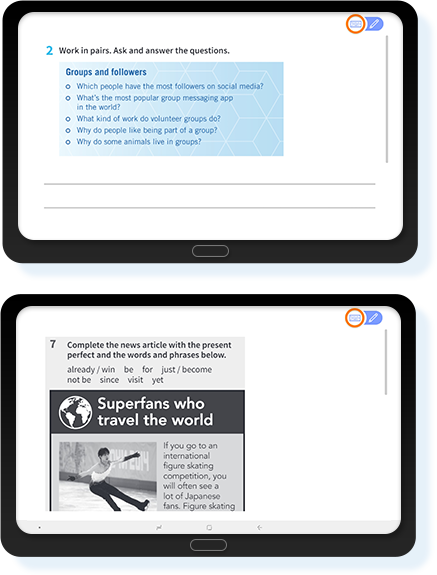 2 Work in pairs. Ask and answer the questions.
Groups and followers
Which people have the most followers on social media?
What's the most popular group messaging app
in the world?
What kind of work do volunteer groups do?
Why do people like being part of a group?
Why do some animals live in groups?
7 Complete the news article with the present
perfect and the words and phrases below.
already / win be for just / become
not be since visit yet
Superfans who
travel the world
If you go to an
international
figure skating
competition, you
will often see a
lot of Japanese
fans. Figure skating